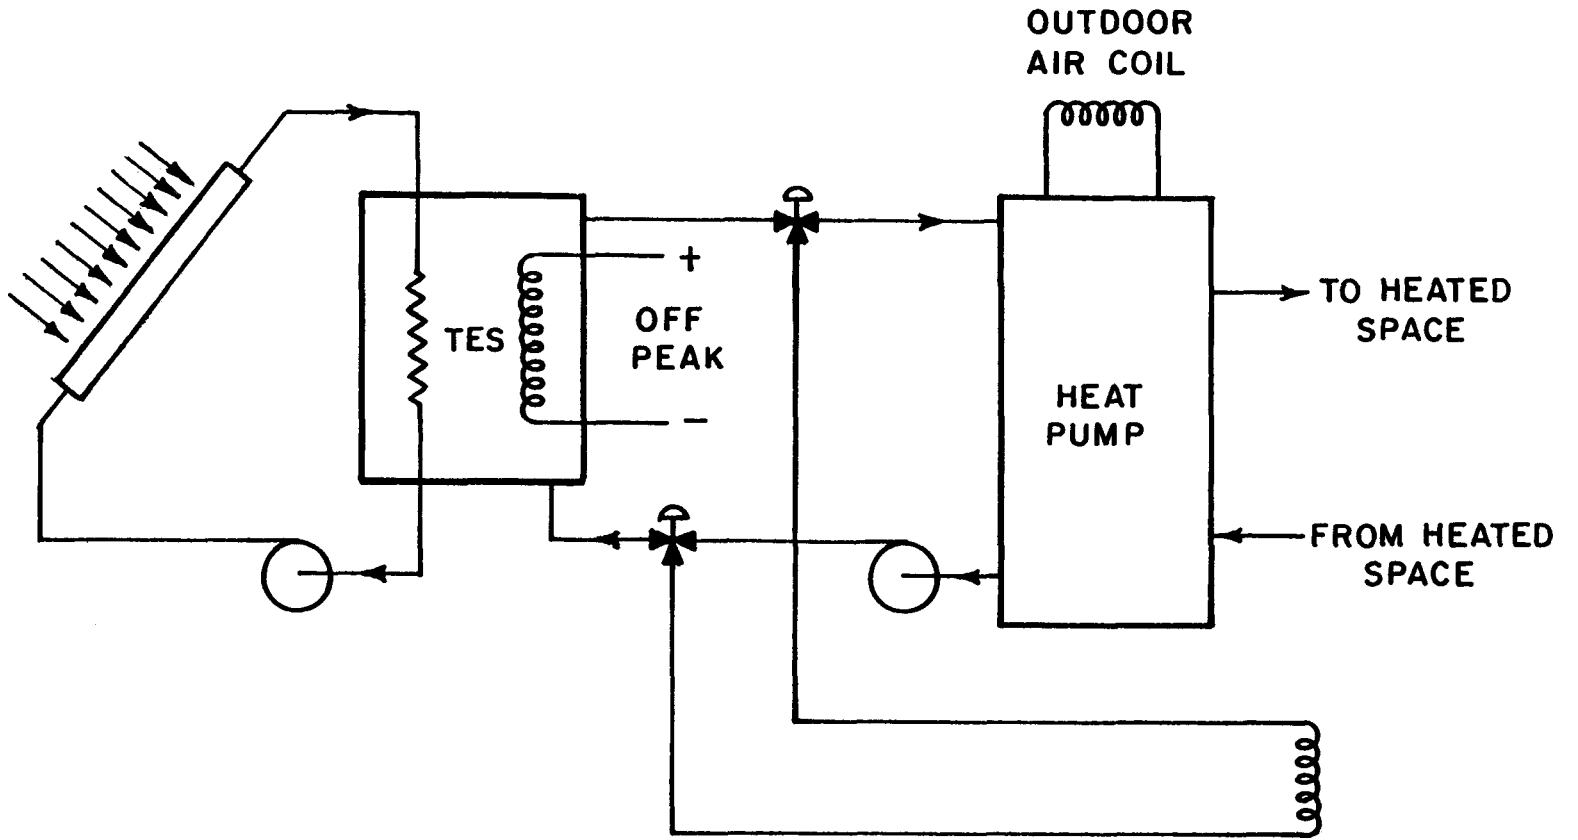 OUTDOOR
AIR COIL
+
TES
OFF
PEAK
-
TO HEATED
SPACE
HEAT
PUMP
FROM HEATED
SPACE